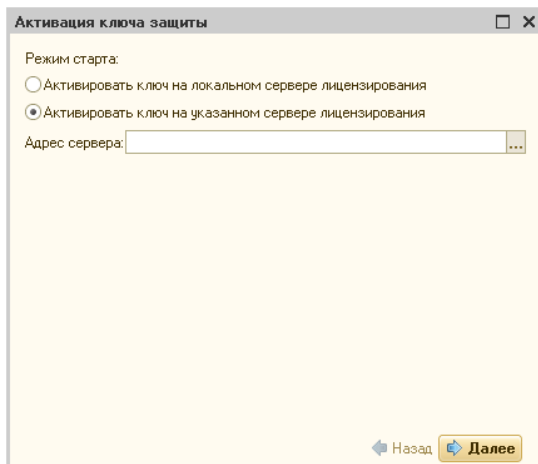 Активация ключа защиты
Режим старта:
Активировать ключ на локальном сервере лицензирования
Активировать ключ на указанном сервере лицензирования
Адрес сервера:
...
Назад Далее